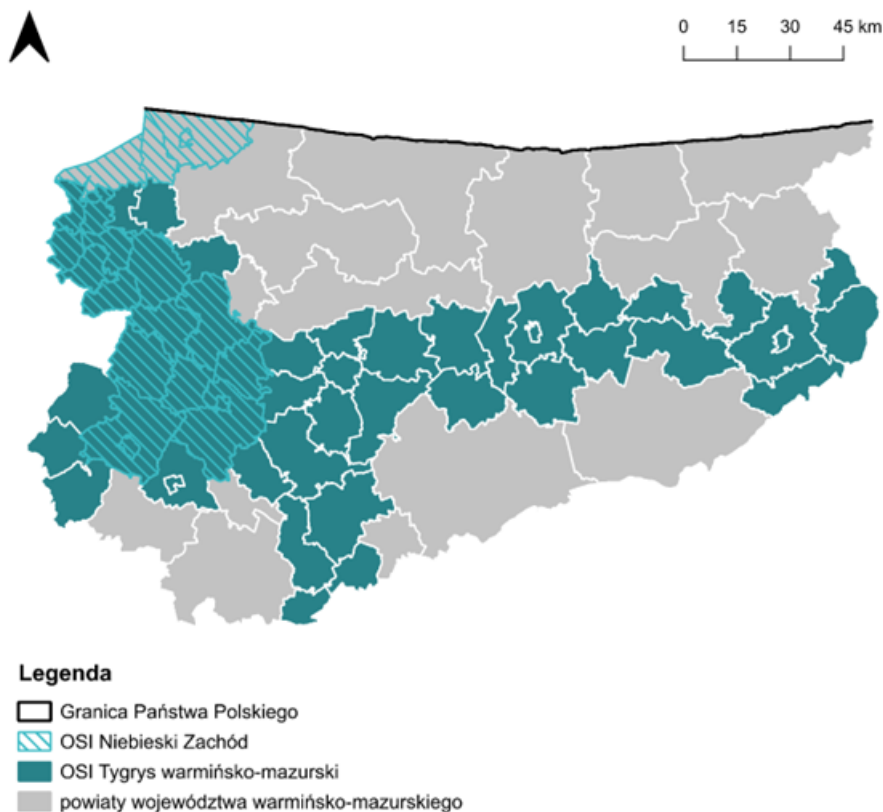 0 15 30 45 km
Legenda
Granica Państwa Polskiego
OSI Niebieski Zachód
OSI Tygrys warmińsko-mazurski
powiaty województwa warmińsko-mazurskiego